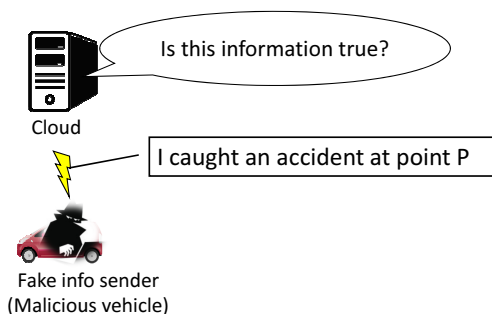 Is this information true?
Cloud
I caught an accident at point P
Fake info sender
(Malicious vehicle)